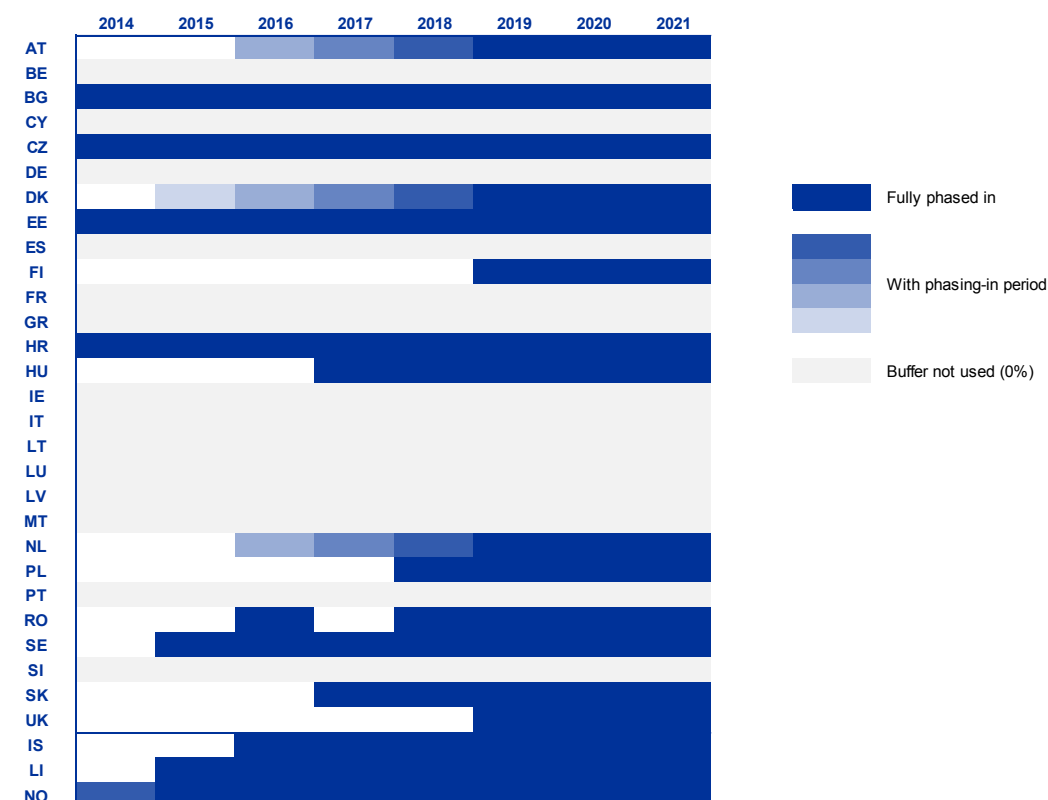 2014 2015 2016 2017 2018 2019 2020 2021
AT
BE
BG
CY
CZ
DE
DK
Fully phased in
EE
ES
FI
With phasing-in period
FR
GR
HR
HU
Buffer not used (0%)
IE
IT
LT
LU
LV
MT
NL
PL
PT
RO
SE
SI
SK
UK
IS
LI
NO